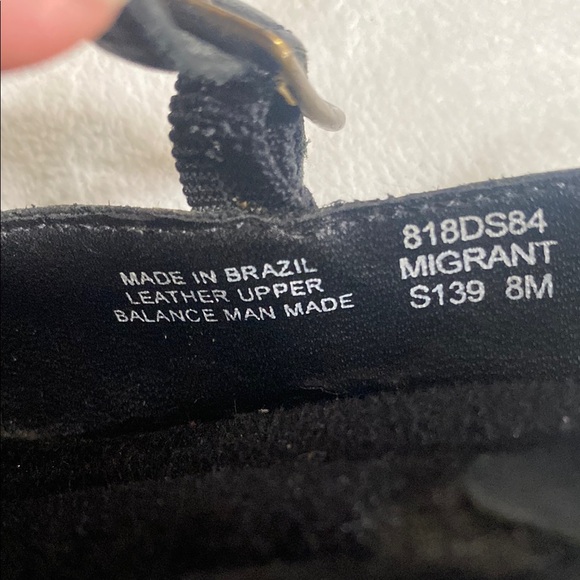 MADE IN BRAZIL
LEATHER UPPER
BALANCE MAN MADE
818DS84
MIGRANT
S139 8M